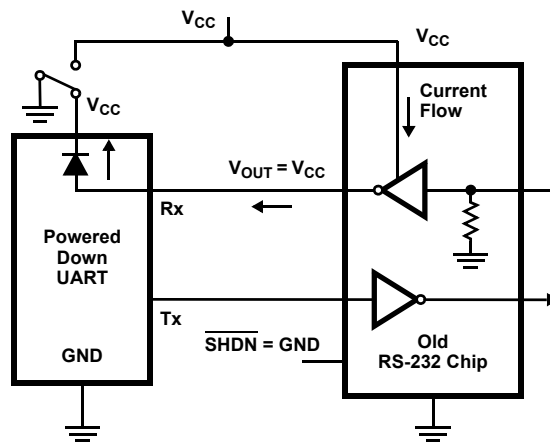 VCC
VCC
VCC
Current
Flow
VOUT = VCC
Rx
Powered
Down
UART
Tx
SHDN = GND
GND
Old
RS-232 Chip